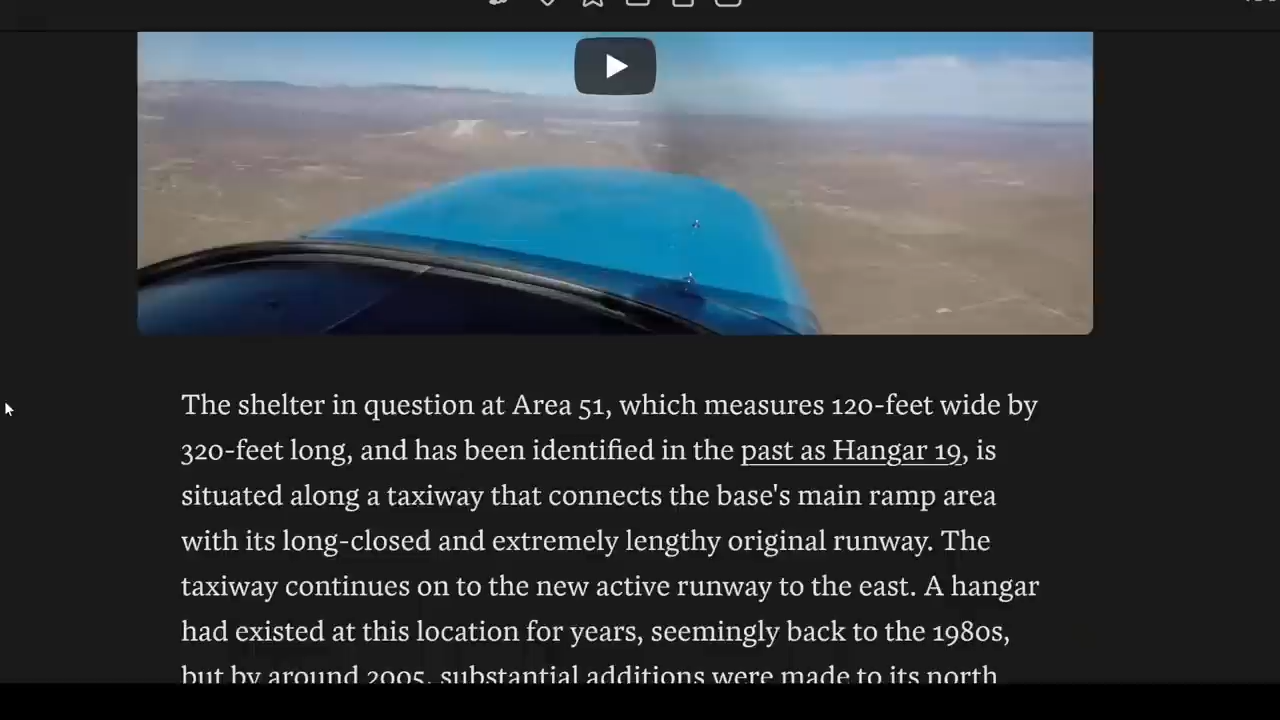 The shelter in question at Area 51, which measures 120-feet wide by
320-feet long, and has been identified in the past as Hangar 19, is
situated along a taxiway that connects the base's main ramp area
with its long-closed and extremely lengthy original runway. The
taxiway continues on to the new active runway to the east. A hangar
had existed at this location for years, seemingly back to the 1980s,
but by around 2005, substantial additions were made to its north